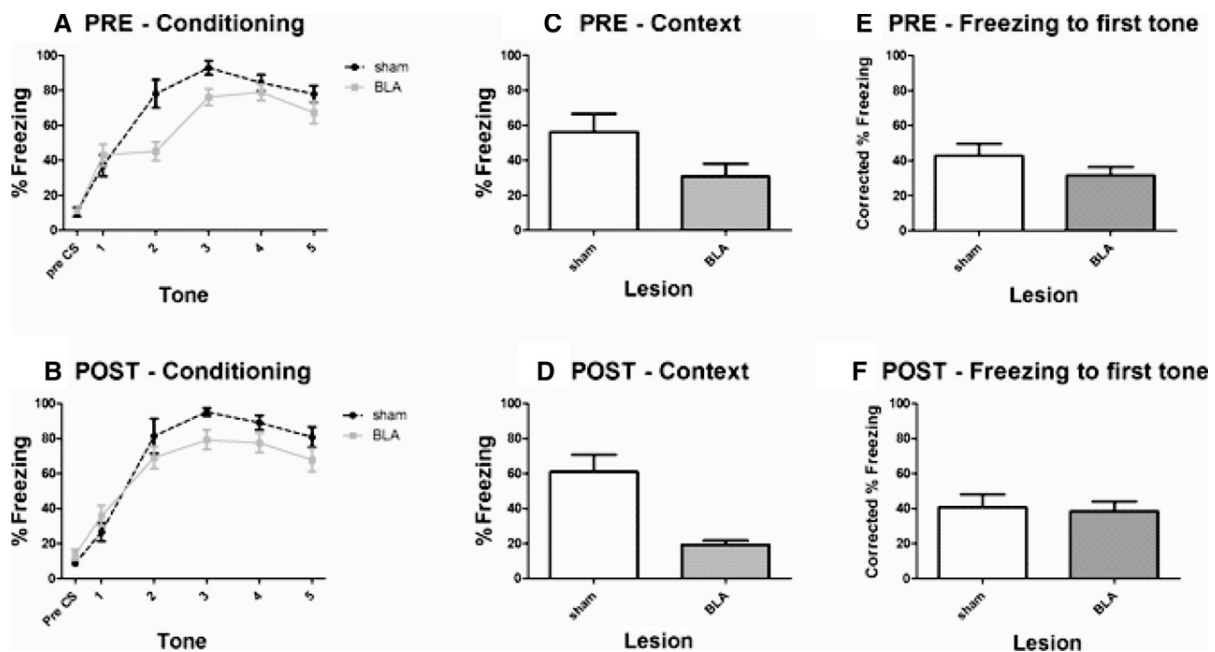 A PRE - Conditioning
% Freezing
100
80
60
40
20
0
pre CS 1 2 3 4 5
Tone
sham
BLA
C PRE - Context
% Freezing
100
80
60
40
20
0
sham BLA
Lesion
E PRE - Freezing to first tone
Corrected % Freezing
100
80
60
40
20
0
sham BLA
Lesion
B POST - Conditioning
% Freezing
100
80
60
40
20
0
Pre CS 1 2 3 4 5
Tone
sham
BLA
D POST - Context
% Freezing
100
80
60
40
20
0
sham BLA
Lesion
F POST - Freezing to first tone
Corrected % Freezing
100
80
60
40
20
0
sham BLA
Lesion